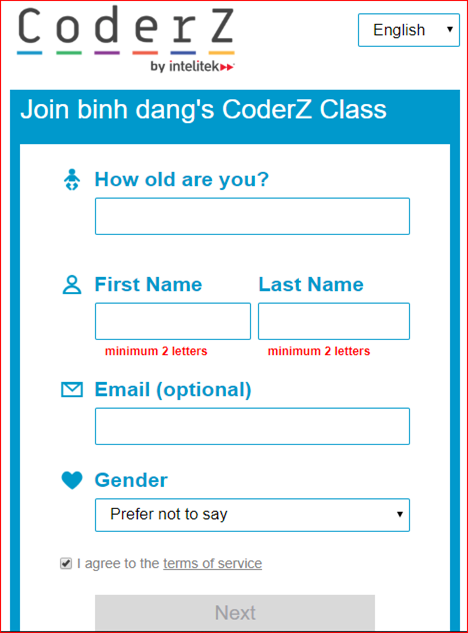 CoderZ
English
by intelitek
Join binh dang's CoderZ Class
How old are you?
First Name Last Name
minimum 2 letters minimum 2 letters
Email (optional)
Gender
Prefer not to say
I agree to the terms of service
Next